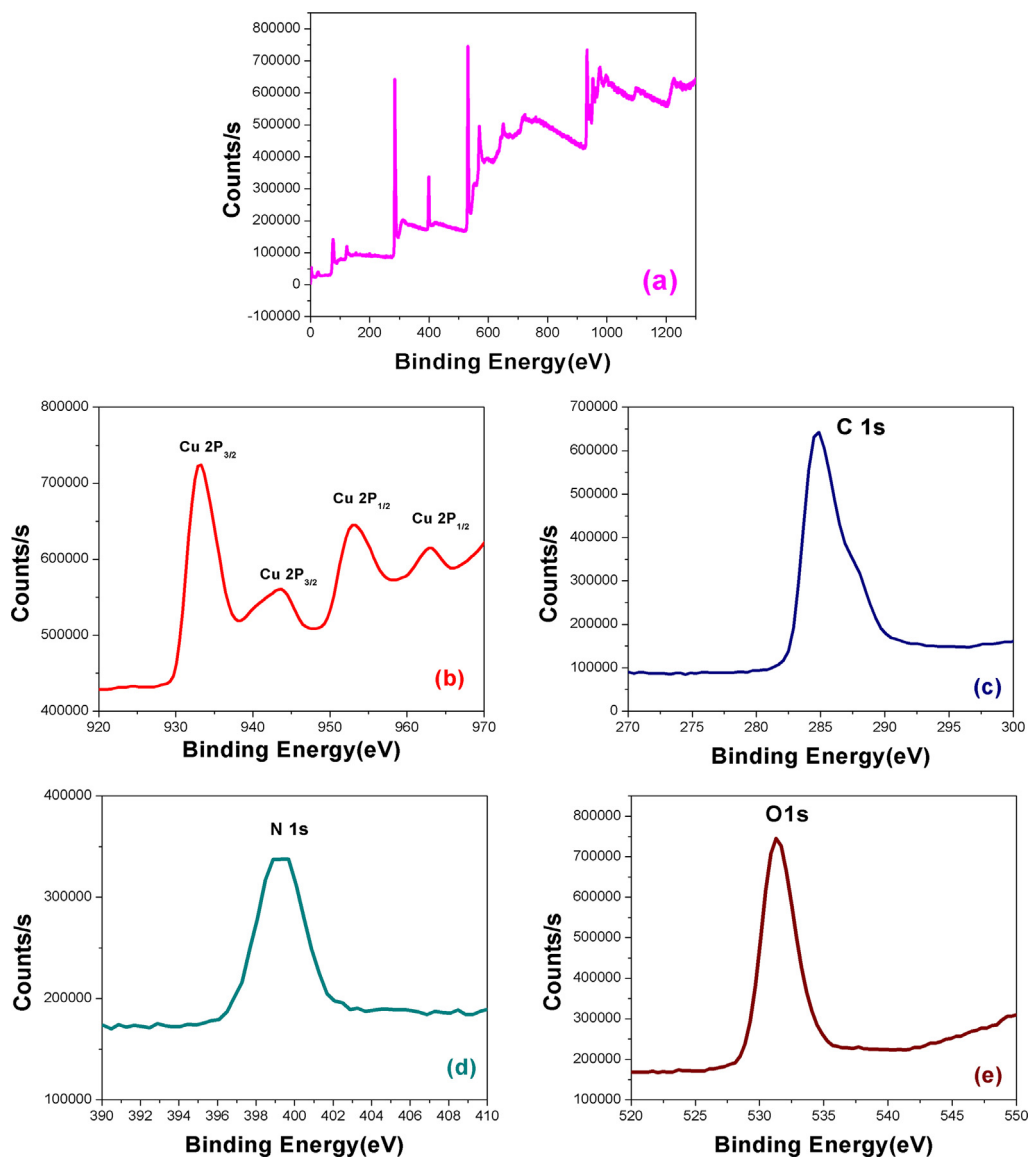 800000
700000
600000
500000
400000
300000
200000
100000
0
-100000
Counts/s
0 200 400 600 800 1000 1200
Binding Energy(eV)
(a)
800000
700000
600000
500000
400000
Counts/s
Cu 2P3/2
Cu 2P3/2
Cu 2P1/2
Cu 2P1/2
920 930 940 950 960 970
Binding Energy(eV)
(b)
700000
600000
500000
400000
300000
200000
100000
0
Counts/s
C 1s
270 275 280 285 290 295 300
Binding Energy(eV)
(c)
400000
300000
200000
100000
Counts/s
N 1s
390 392 394 396 398 400 402 404 406 408 410
Binding Energy(eV)
(d)
800000
700000
600000
500000
400000
300000
200000
100000
Counts/s
O1s
520 525 530 535 540 545 550
Binding Energy(eV)
(e)